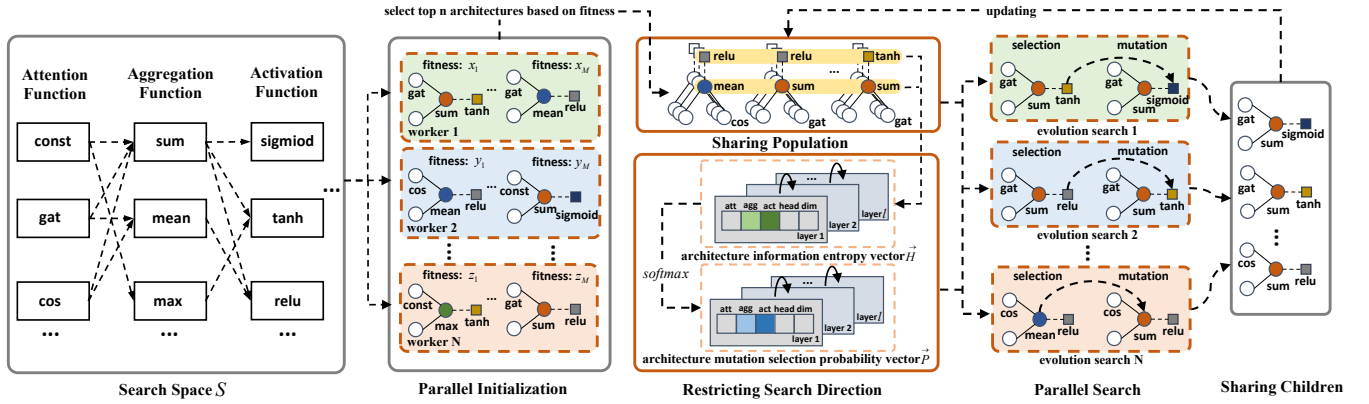 select top n architectures based on fitness
updating
Attention
Function
Aggregation
Function
Activation
Function
const
sum
sigmiod
gat
mean
tanh
cos
max
relu
...
...
...
...
Search Space S
fitness: x₁
fitness: x_M
gat
sum
tanh
...
gat
mean
relu
worker 1
fitness: y₁
fitness: y_M
cos
mean
relu
...
const
sum
sigmoid
worker 2
fitness: z₁
fitness: z_M
const
max
tanh
...
gat
sum
relu
worker N
Parallel Initialization
relu
relu
tanh
...
mean
sum
sum
cos
gat
gat
Sharing Population
...
att agg act head dim
layer 1
layer 2
layer l
architecture information entropy vector H⃗
softmax
...
att agg act head dim
layer 1
layer 2
layer l
architecture mutation selection probability vector P⃗
Restricting Search Direction
selection
mutation
gat
sum
tanh
gat
sum
sigmoid
evolution search 1
selection
mutation
gat
sum
relu
gat
sum
tanh
evolution search 2
selection
mutation
cos
mean
relu
cos
sum
relu
evolution search N
Parallel Search
gat
sum
sigmoid
gat
sum
tanh
cos
sum
relu
Sharing Children